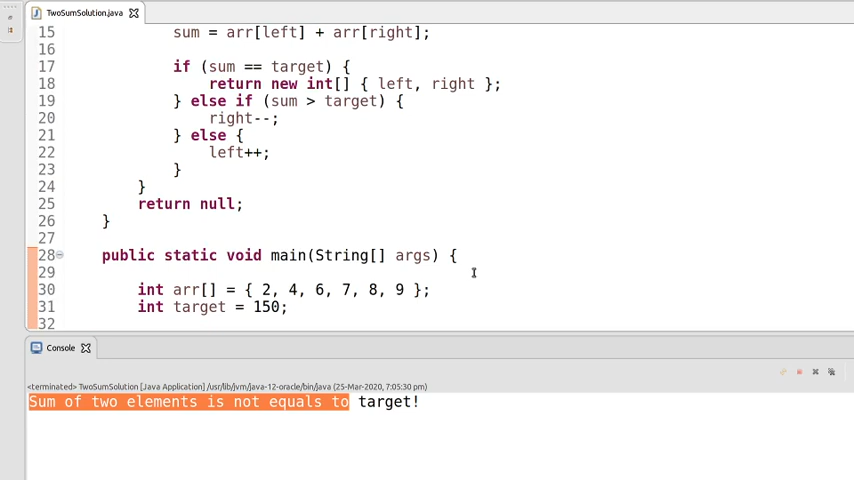 TwoSumSolution.java
15 sum = arr[left] + arr[right];
16
17 if (sum == target) {
18 return new int[] { left, right };
19 } else if (sum > target) {
20 right--;
21 } else {
22 left++;
23 }
24 }
25 return null;
26 }
27
28 public static void main(String[] args) {
29
30 int arr[] = { 2, 4, 6, 7, 8, 9 };
31 int target = 150;
32
Console
<terminated> TwoSumSolution [Java Application] /usr/lib/jvm/java-12-oracle/bin/java (25-Mar-2020, 7:05:30 pm)
Sum of two elements is not equals to target!